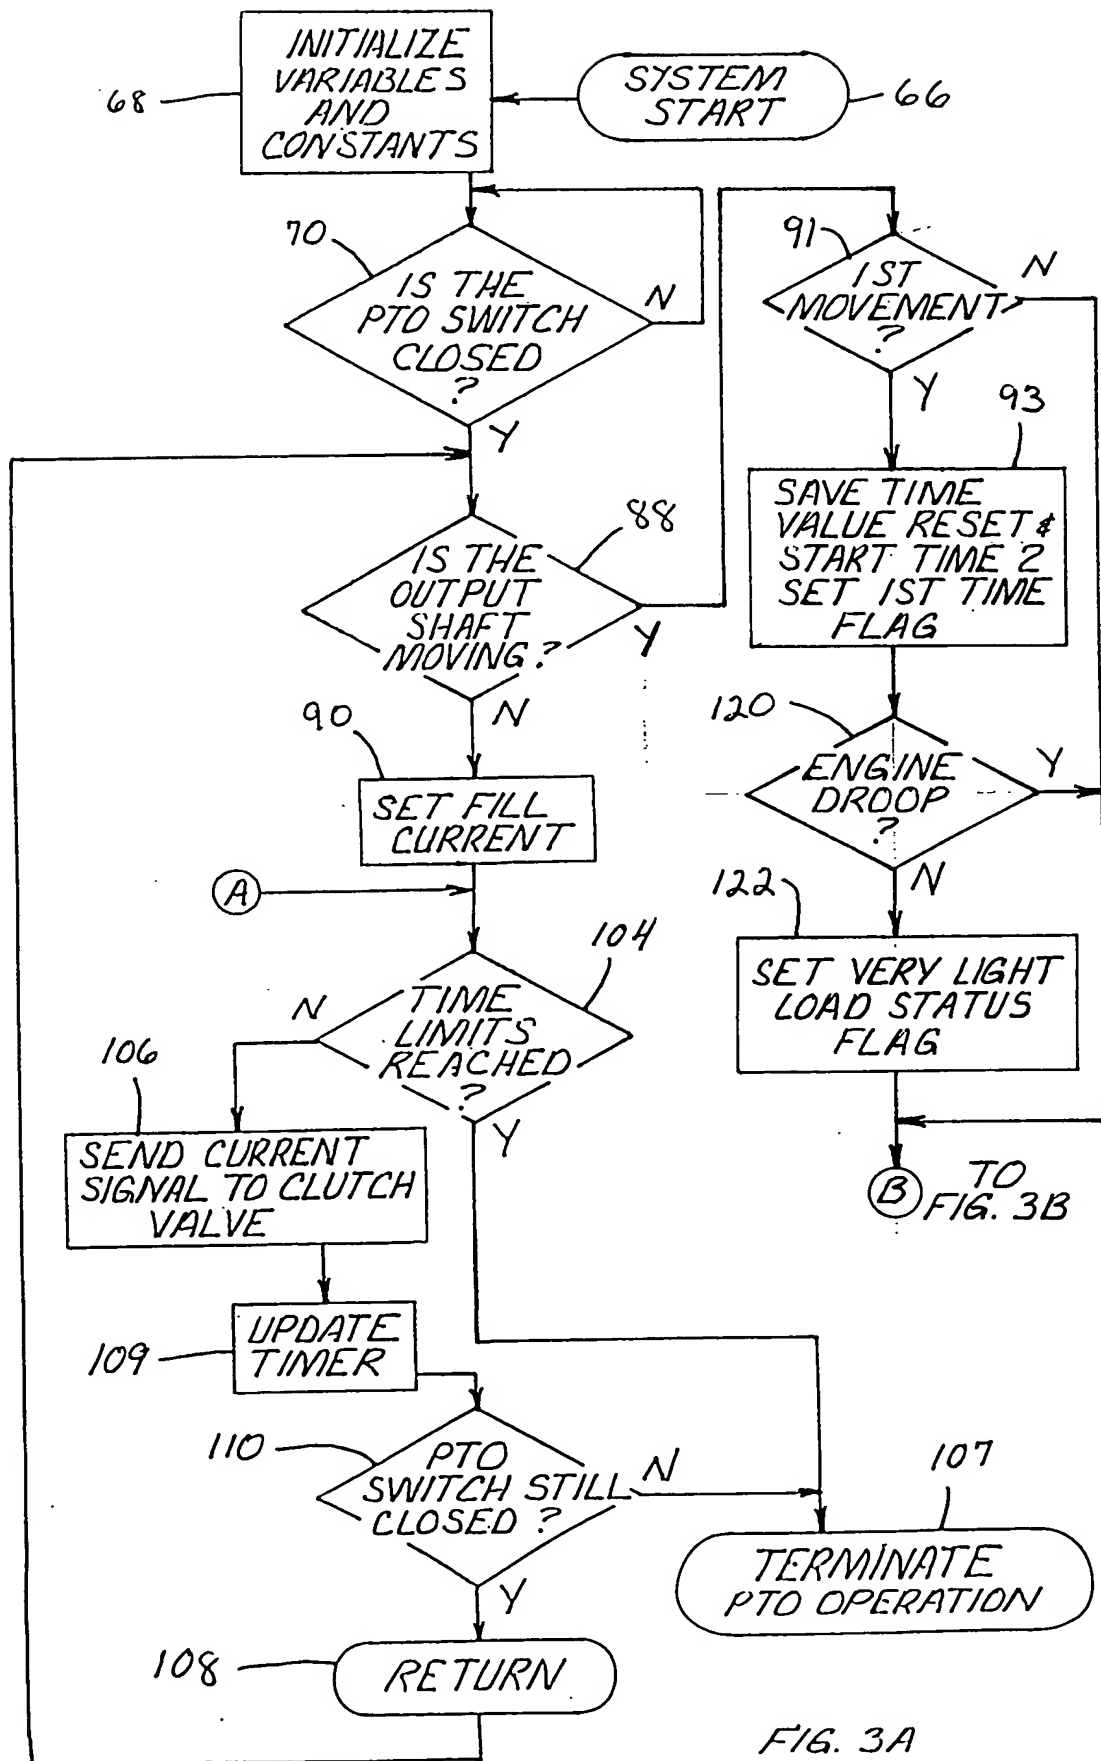 INITIALIZE
VARIABLES
AND
CONSTANTS
68
SYSTEM
START
66
70
IS THE
PTO SWITCH
CLOSED
?
N
Y
88
IS THE
OUTPUT
SHAFT
MOVING?
Y
N
90
SET FILL
CURRENT
A
104
TIME
LIMITS
REACHED
?
N
Y
106
SEND CURRENT
SIGNAL TO CLUTCH
VALVE
109
UPDATE
TIMER
110
PTO
SWITCH STILL
CLOSED?
N
Y
108
RETURN
91
1ST
MOVEMENT
?
N
Y
93
SAVE TIME
VALUE RESET &
START TIME 2
SET 1ST TIME
FLAG
120
ENGINE
DROOP
?
Y
N
122
SET VERY LIGHT
LOAD STATUS
FLAG
B
TO
FIG. 3B
107
TERMINATE
PTO OPERATION
FIG. 3A